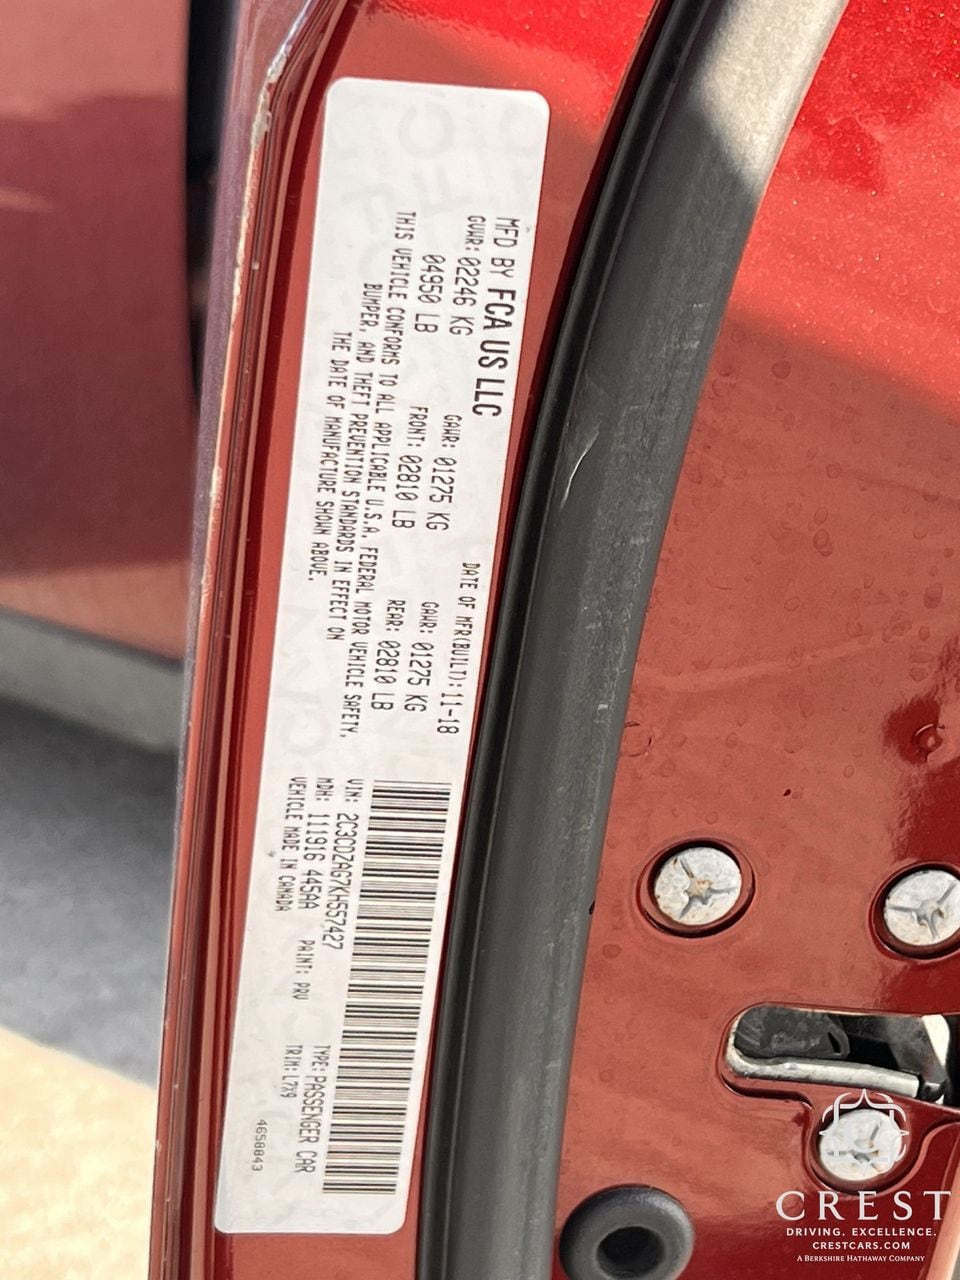 MFD BY FCA US LLC
DATE OF MFR(BUILT): 11-18
GVWR: 02246 KG
GAWR: 01275 KG
GAWR: 01275 KG
04950 LB
FRONT: 02810 LB
REAR: 02810 LB
THIS VEHICLE CONFORMS TO ALL APPLICABLE U.S.A. FEDERAL MOTOR VEHICLE SAFETY,
BUMPER, AND THEFT PREVENTION STANDARDS IN EFFECT ON
THE DATE OF MANUFACTURE SHOWN ABOVE.
VIN: 2C3CDZAG7KH557427
TYPE: PASSENGER CAR
MDH: 111916 445AA
PAINT: PRV
TRIM: L7X9
VEHICLE MADE IN CANADA
4658843
CREST
DRIVING. EXCELLENCE.
CRESTCARS.COM
A BERKSHIRE HATHAWAY COMPANY